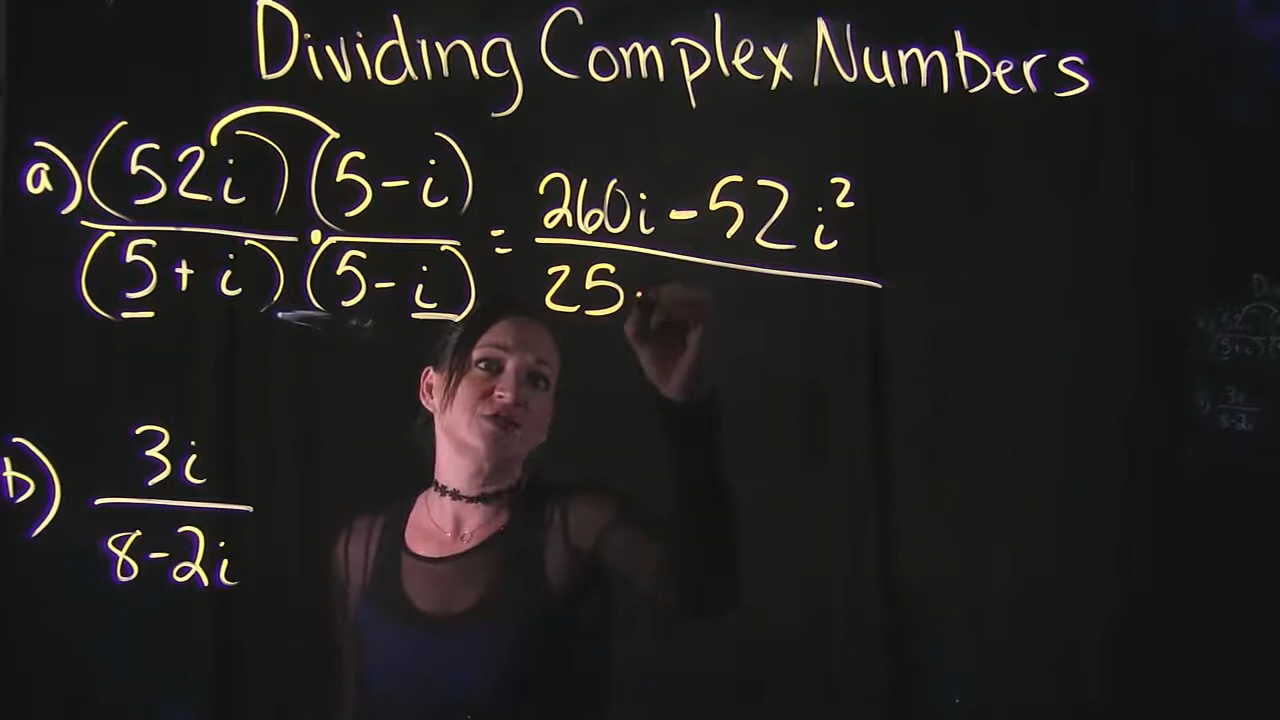 Dividing Complex Numbers
a) (52i) (5-i) = 260i - 52i²
(5+i) · (5-i) 25
b) 3i
8-2i